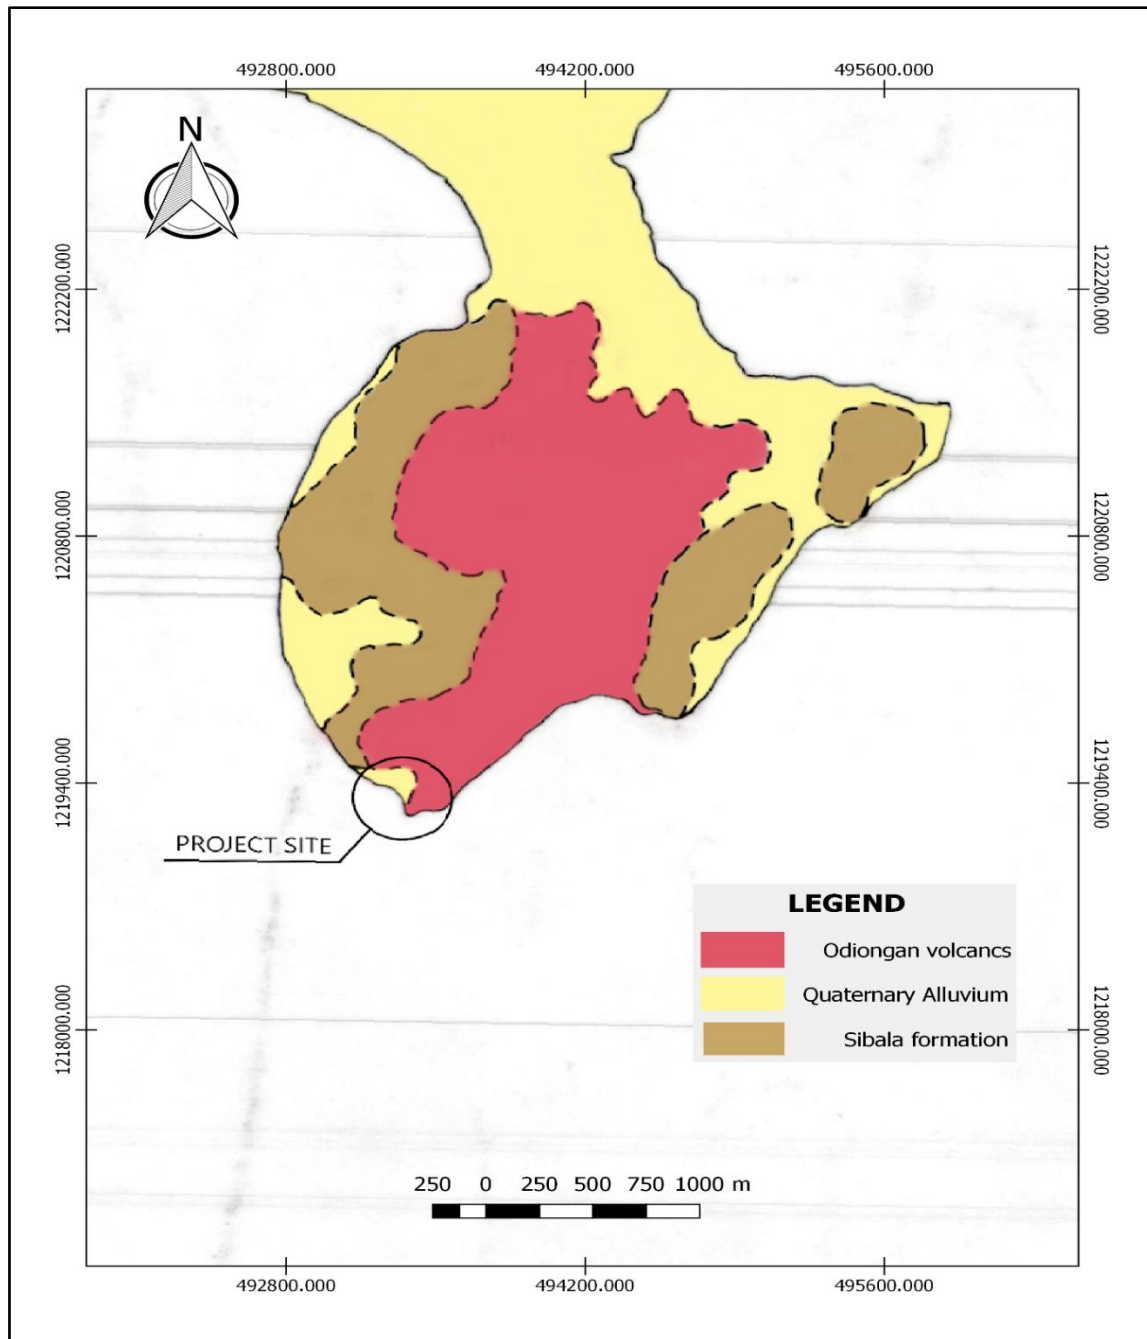 492800.000 494200.000 495600.000
N
1222200.000 1222200.000
1220800.000 1220800.000
1219400.000 1219400.000
PROJECT SITE
LEGEND
Odiongan volcancs
Quaternary Alluvium
Sibala formation
1218000.000 1218000.000
250 0 250 500 750 1000 m
492800.000 494200.000 495600.000